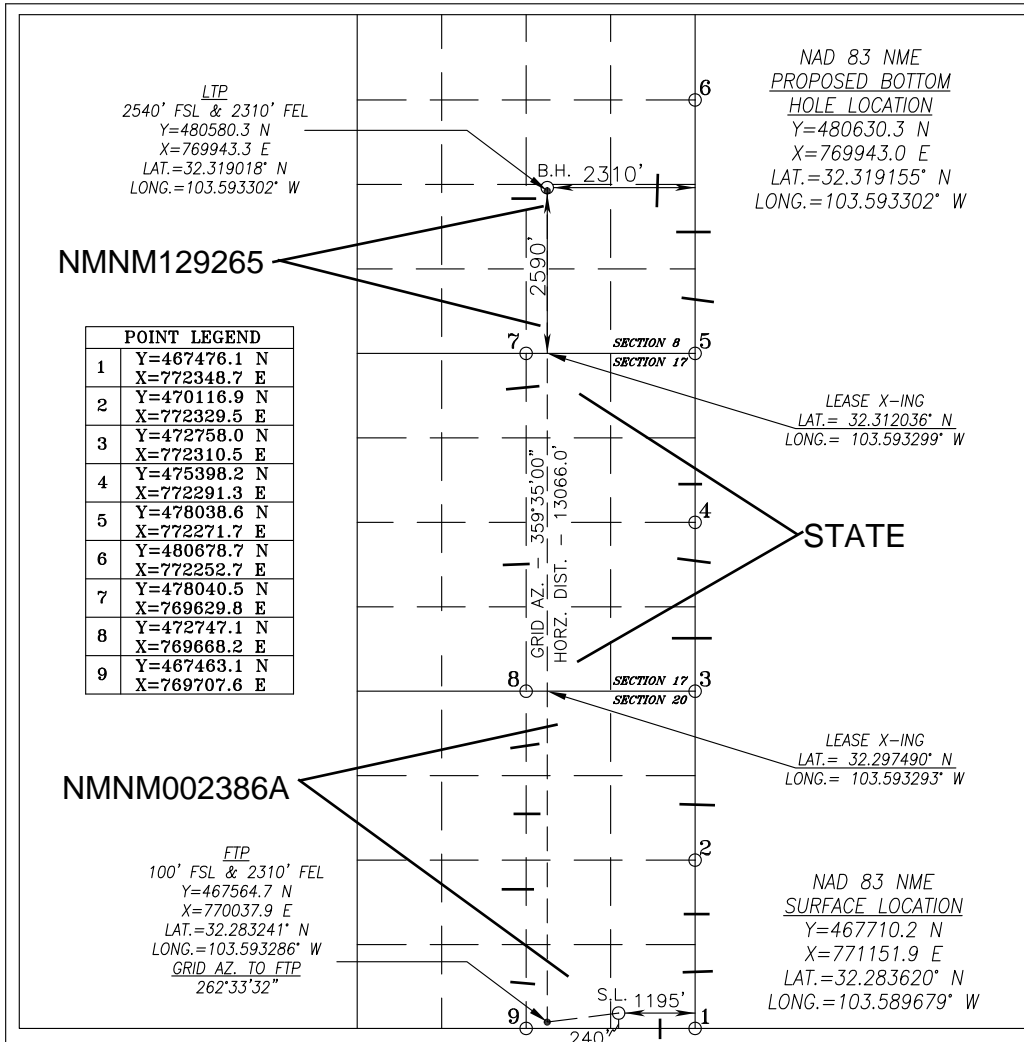 LTP
2540' FSL & 2310' FEL
Y=480580.3 N
X=769943.3 E
LAT.=32.319018° N
LONG.=103.593302° W
NAD 83 NME
PROPOSED BOTTOM
HOLE LOCATION
Y=480630.3 N
X=769943.0 E
LAT.=32.319155° N
LONG.=103.593302° W
6
B.H. 2310'
2590'
NMNM129265
7
SECTION 8
5
SECTION 17
POINT LEGEND
1 Y=467476.1 N
X=772348.7 E
2 Y=470116.9 N
X=772329.5 E
3 Y=472758.0 N
X=772310.5 E
4 Y=475398.2 N
X=772291.3 E
5 Y=478038.6 N
X=772271.7 E
6 Y=480678.7 N
X=772252.7 E
7 Y=478040.5 N
X=769629.8 E
8 Y=472747.1 N
X=769668.2 E
9 Y=467463.1 N
X=769707.6 E
LEASE X-ING
LAT.= 32.312036° N
LONG.= 103.593299° W
GRID AZ. - 359°35'00"
HORZ. DIST. - 13066.0'
4
STATE
8
SECTION 17
3
SECTION 20
LEASE X-ING
LAT.= 32.297490° N
LONG.= 103.593293° W
NMNM002386A
2
FTP
100' FSL & 2310' FEL
Y=467564.7 N
X=770037.9 E
LAT.=32.283241° N
LONG.=103.593286° W
GRID AZ. TO FTP
262°33'32"
NAD 83 NME
SURFACE LOCATION
Y=467710.2 N
X=771151.9 E
LAT.=32.283620° N
LONG.=103.589679° W
S.L. 1195'
9
240'
1